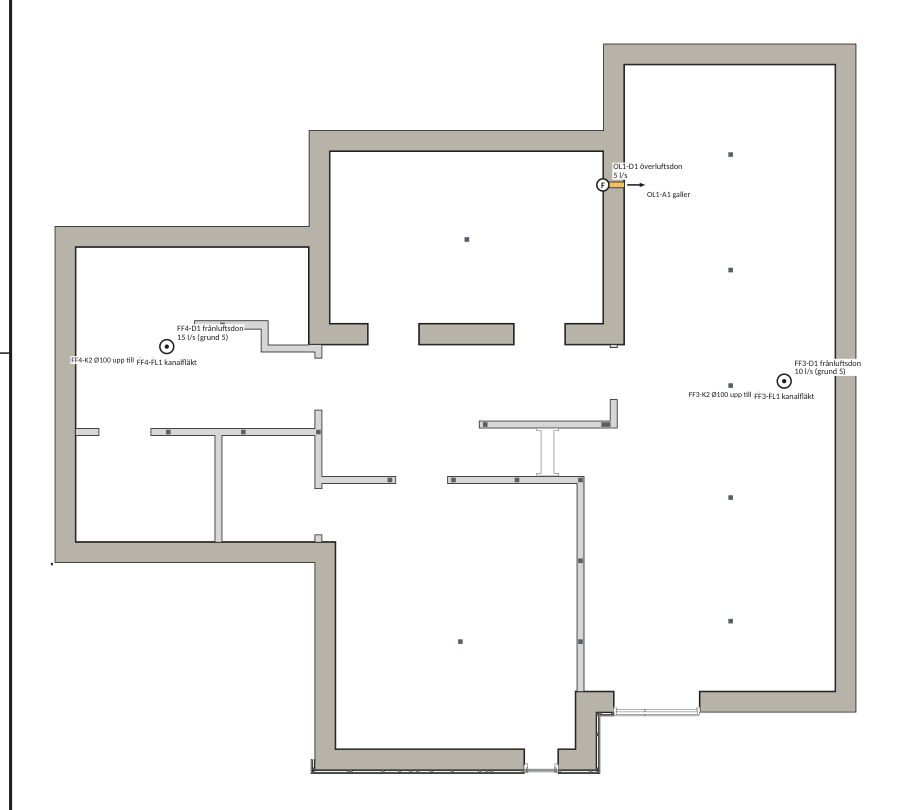 OL1-D1 överluftsdon
5 l/s
F
OL1-A1 galler
FF4-D1 frånluftsdon
15 l/s (grund 5)
FF4-K2 Ø100 upp till FF4-FL1 kanalfläkt
FF3-D1 frånluftsdon
10 l/s (grund 5)
FF3-K2 Ø100 upp till FF3-FL1 kanalfläkt